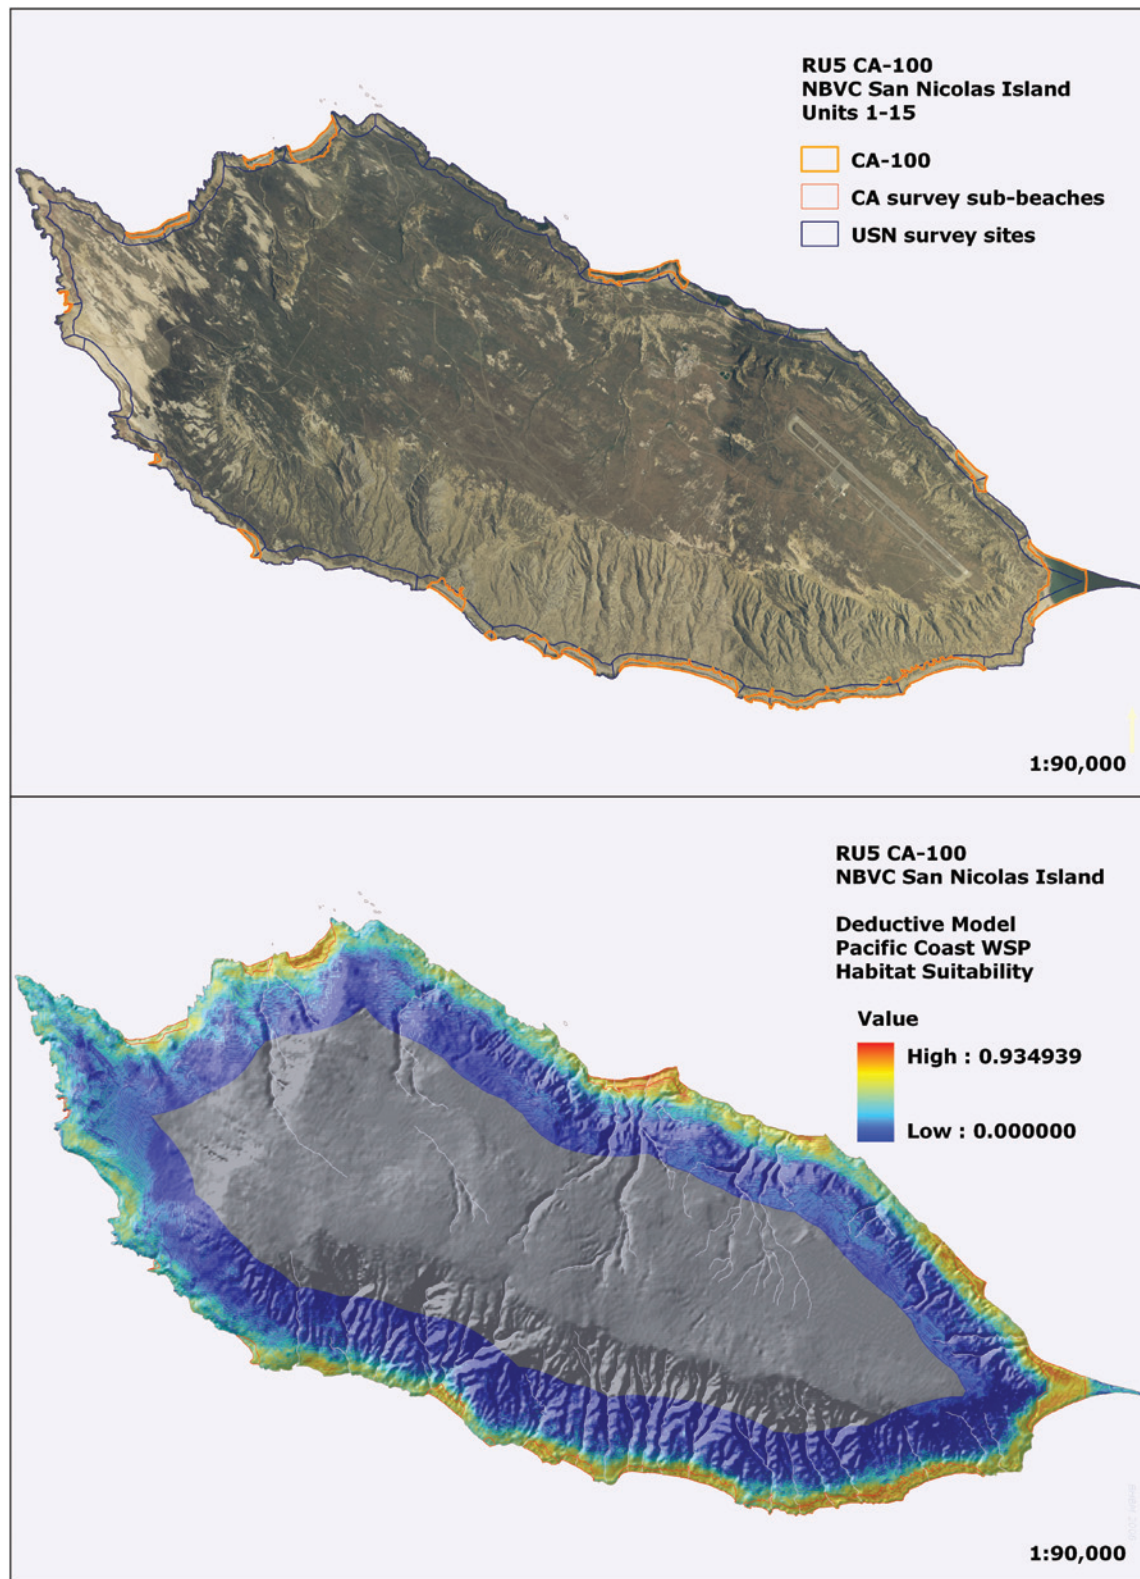 RU5 CA-100
NBVC San Nicolas Island
Units 1-15
CA-100
CA survey sub-beaches
USN survey sites
1:90,000
RU5 CA-100
NBVC San Nicolas Island
Deductive Model
Pacific Coast WSP
Habitat Suitability
Value
High : 0.934939
Low : 0.000000
1:90,000